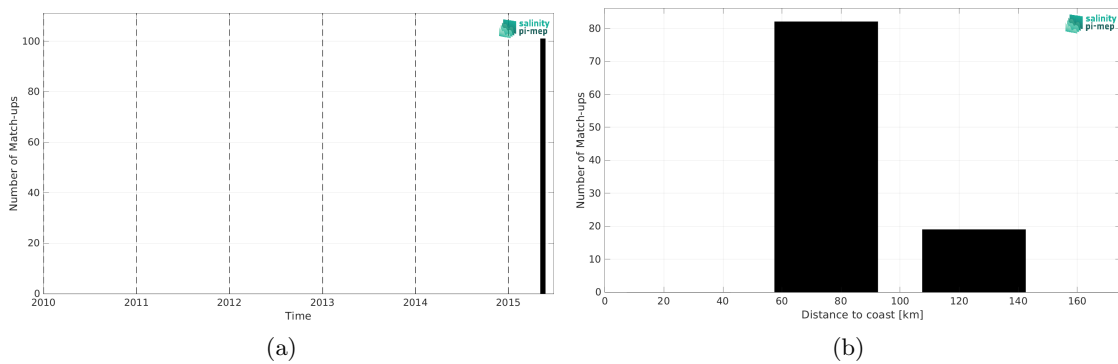 salinity
pi-mep
100
80
60
40
20
0
Number of Match-ups
2010 2011 2012 2013 2014 2015
Time
(a)
salinity
pi-mep
80
70
60
50
40
30
20
10
0
Number of Match-ups
0 20 40 60 80 100 120 140 160
Distance to coast [km]
(b)